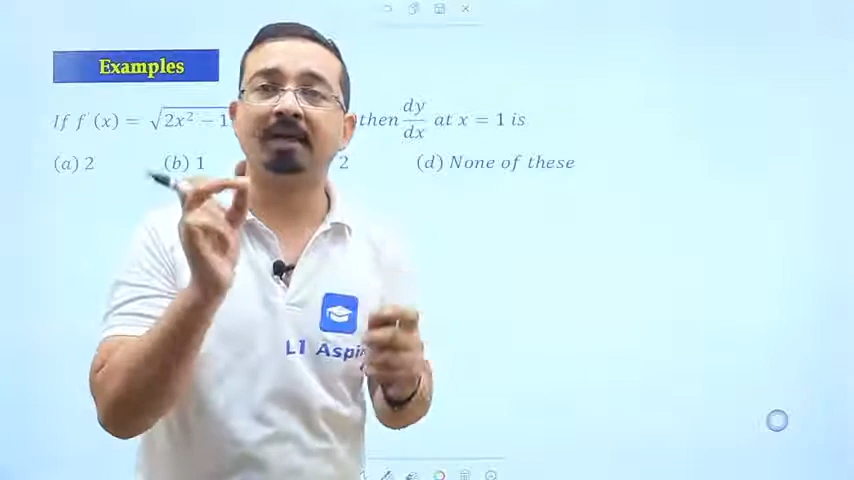 Examples
If f'(x) = √2x² − 1 then dy/dx at x = 1 is
(a) 2 (b) 1 2 (d) None of these
L1 Aspi